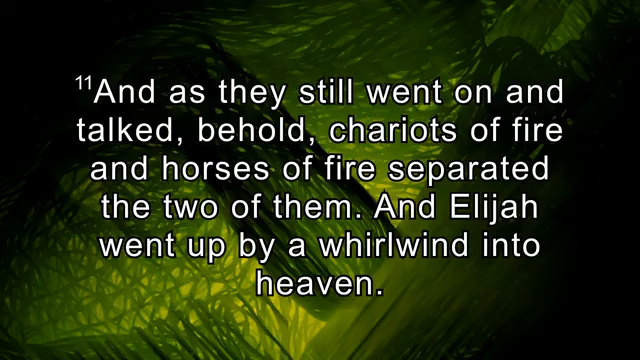 11And as they still went on and
talked, behold, chariots of fire
and horses of fire separated
the two of them. And Elijah
went up by a whirlwind into
heaven.